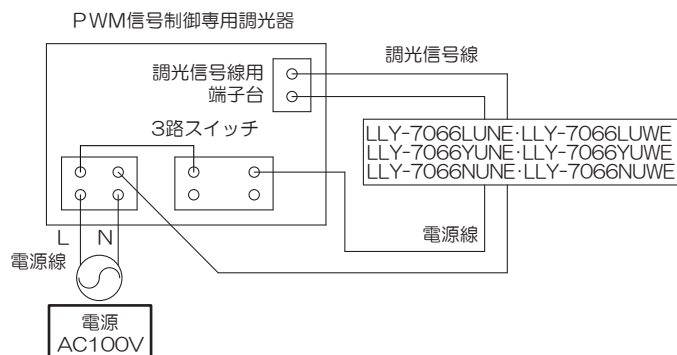 PWM信号制御専用調光器
調光信号線
調光信号線用
端子台
3路スイッチ
LLY-7066LUNE･LLY-7066LUWE
LLY-7066YUNE･LLY-7066YUWE
LLY-7066NUNE･LLY-7066NUWE
L
N
電源線
電源線
電源
AC100V